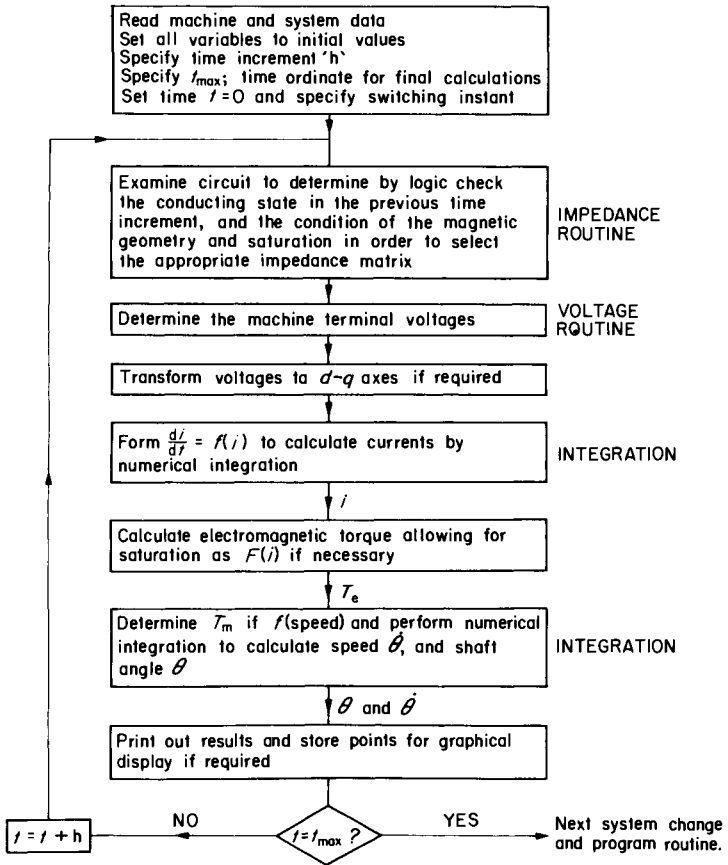 Read machine and system data
Set all variables to initial values
Specify time increment 'h'
Specify tmax; time ordinate for final calculations
Set time t=0 and specify switching instant
Examine circuit to determine by logic check
the conducting state in the previous time
increment, and the condition of the magnetic
geometry and saturation in order to select
the appropriate impedance matrix
IMPEDANCE
ROUTINE
Determine the machine terminal voltages
VOLTAGE
ROUTINE
Transform voltages ta d-q axes if required
Form di/dt = f(i) to calculate currents by
numerical integration
INTEGRATION
i
Calculate electromagnetic torque allowing for
saturation as F(i) if necessary
Te
Determine Tm if f(speed) and perform numerical
integration to calculate speed θ̇, and shaft
angle θ
INTEGRATION
θ and θ̇
Print out results and store points for graphical
display if required
t = t + h
NO
t=tmax ?
YES
Next system change
and program routine.